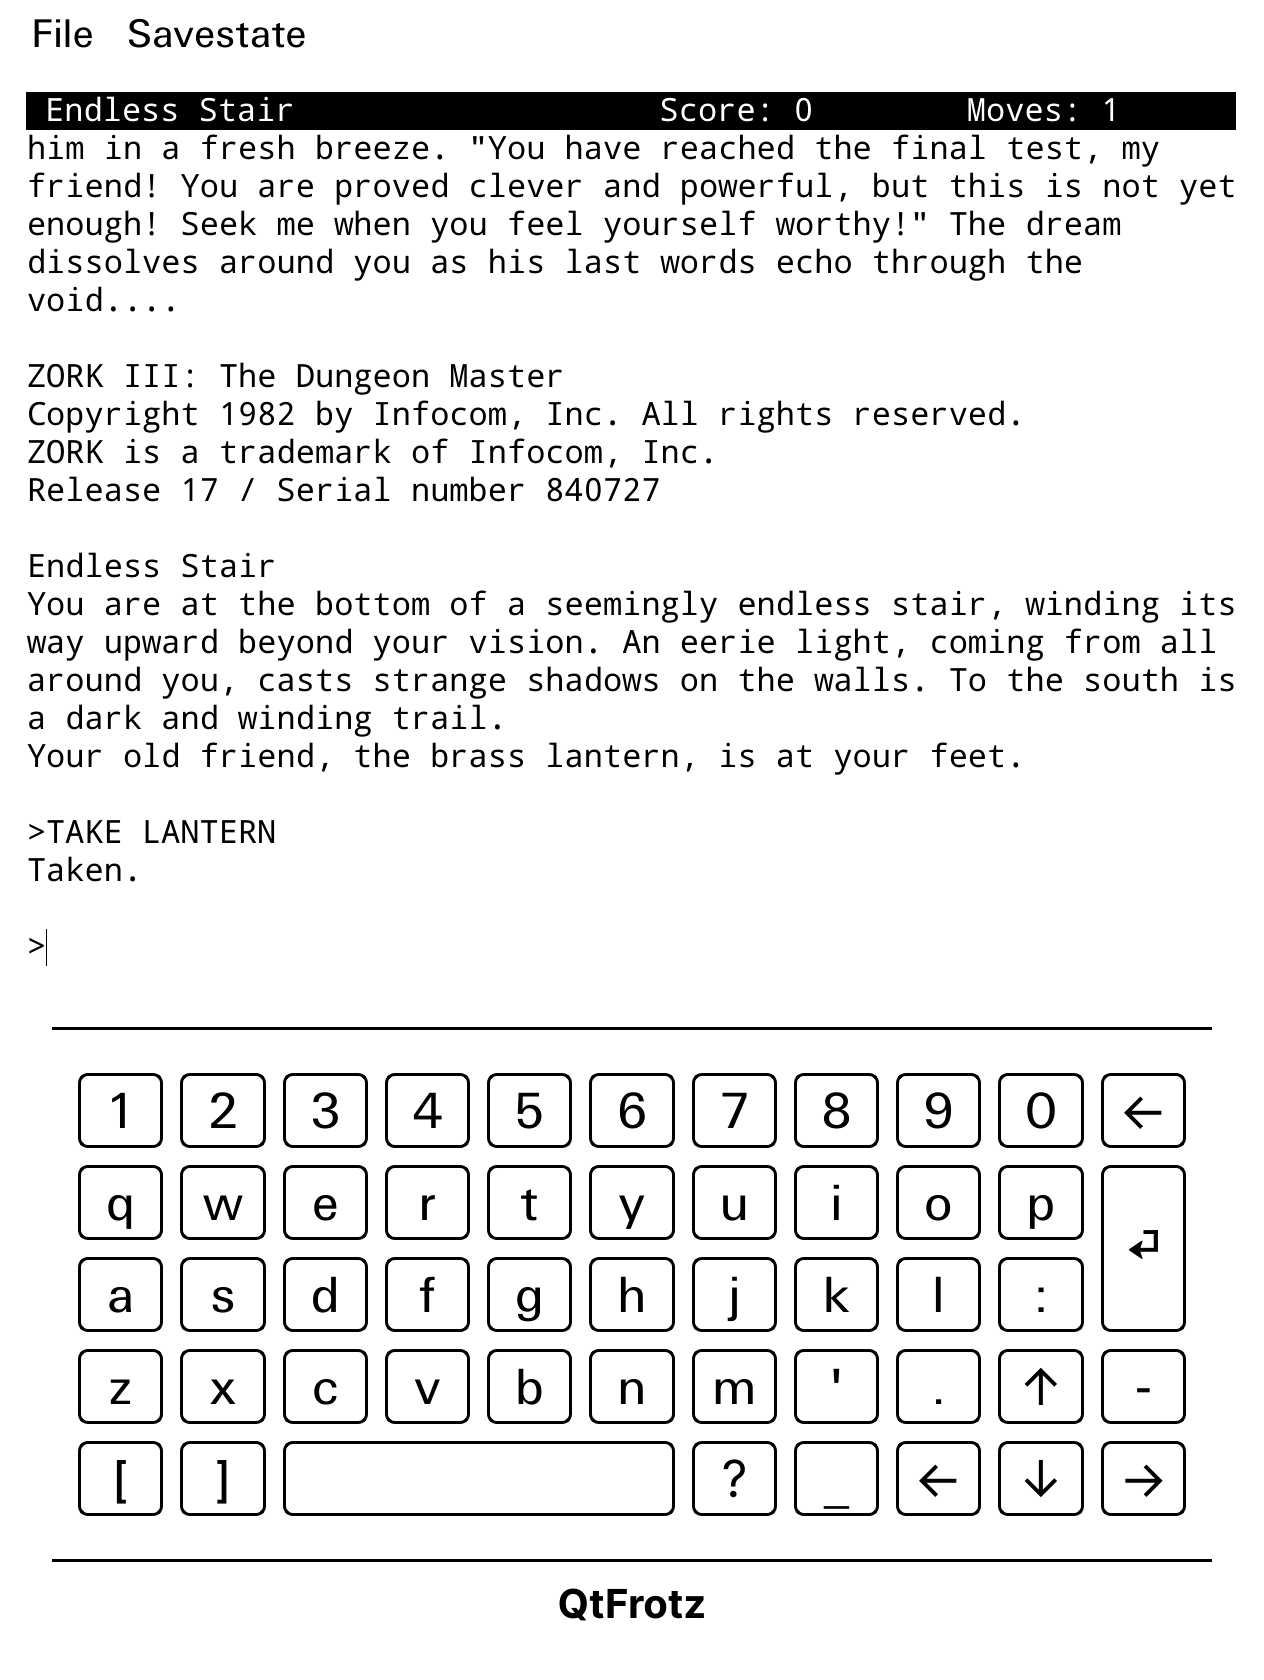 File Savestate
Endless Stair Score: 0 Moves: 1
him in a fresh breeze. "You have reached the final test, my
friend! You are proved clever and powerful, but this is not yet
enough! Seek me when you feel yourself worthy!" The dream
dissolves around you as his last words echo through the
void....
ZORK III: The Dungeon Master
Copyright 1982 by Infocom, Inc. All rights reserved.
ZORK is a trademark of Infocom, Inc.
Release 17 / Serial number 840727
Endless Stair
You are at the bottom of a seemingly endless stair, winding its
way upward beyond your vision. An eerie light, coming from all
around you, casts strange shadows on the walls. To the south is
a dark and winding trail.
Your old friend, the brass lantern, is at your feet.
>TAKE LANTERN
Taken.
>
1 2 3 4 5 6 7 8 9 0 ←
q w e r t y u i o p ↵
a s d f g h j k l :
z x c v b n m ' . ↑ -
[ ] ? _ ← ↓ →
QtFrotz